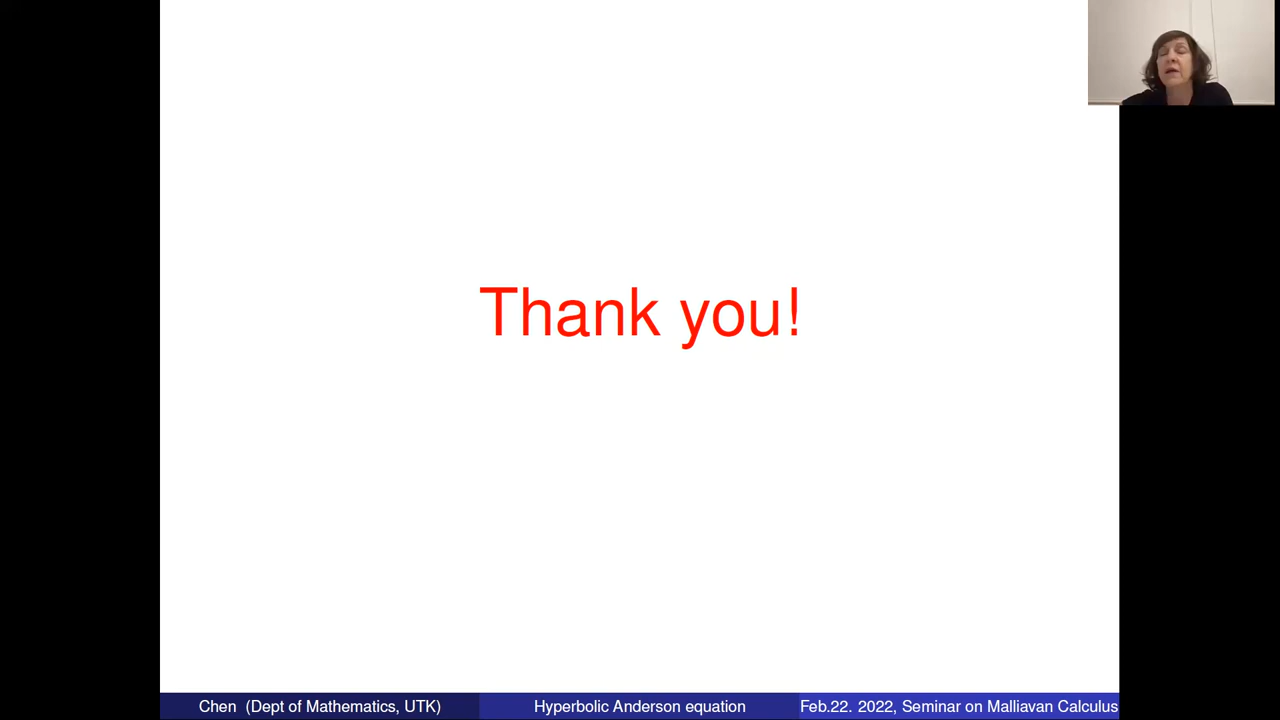 Thank you!
Chen (Dept of Mathematics, UTK) Hyperbolic Anderson equation Feb.22. 2022, Seminar on Malliavan Calculus